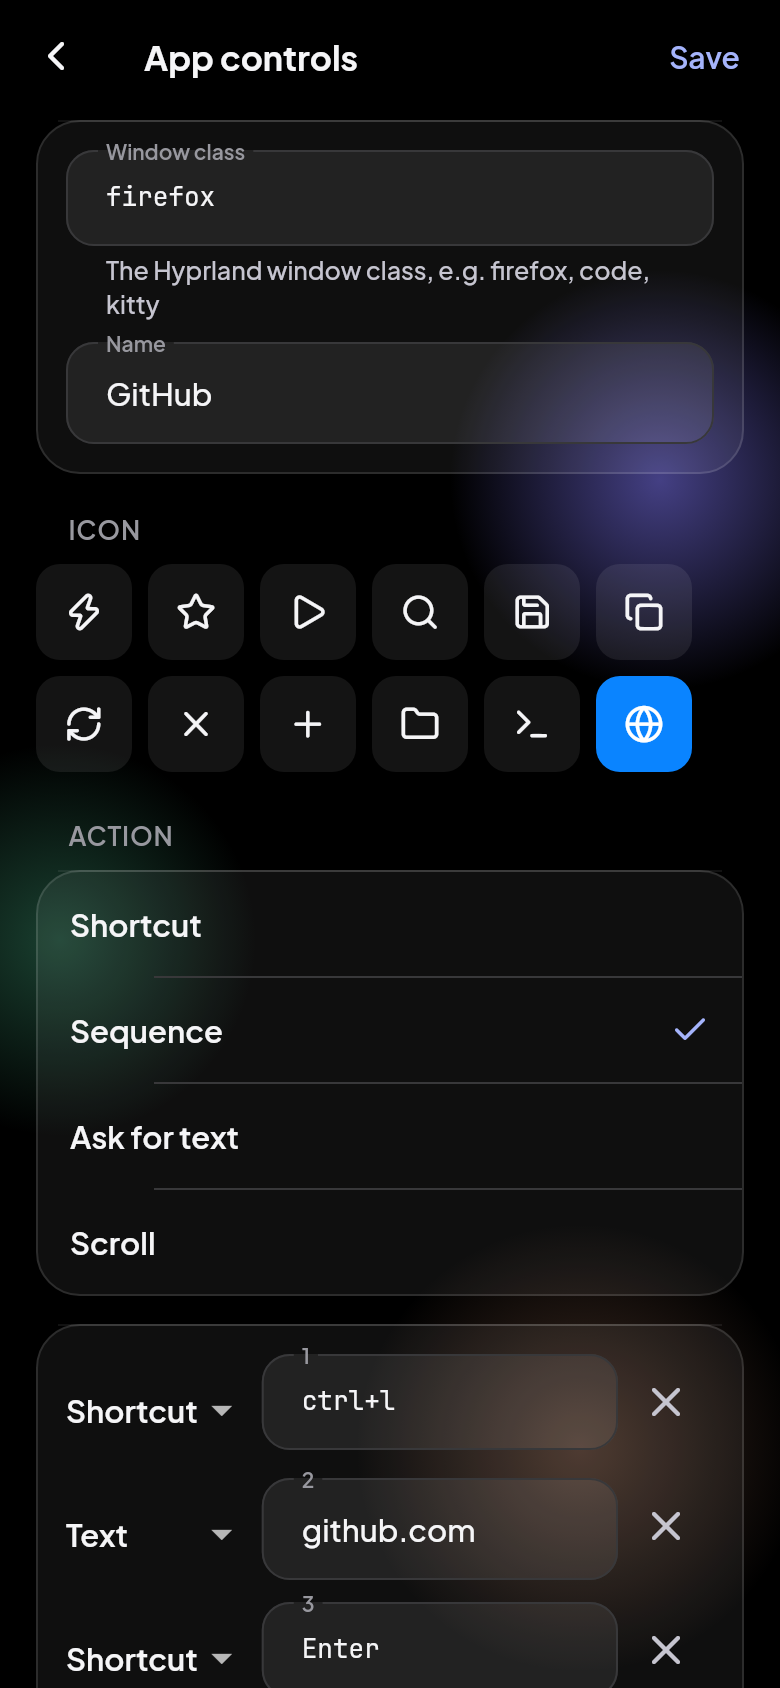 App controls
Save
Window class
firefox
The Hyprland window class, e.g. firefox, code,
kitty
Name
GitHub
ICON
ACTION
Shortcut
Sequence
Ask for text
Scroll
1
Shortcut
ctrl+l
2
Text
github.com
3
Shortcut
Enter